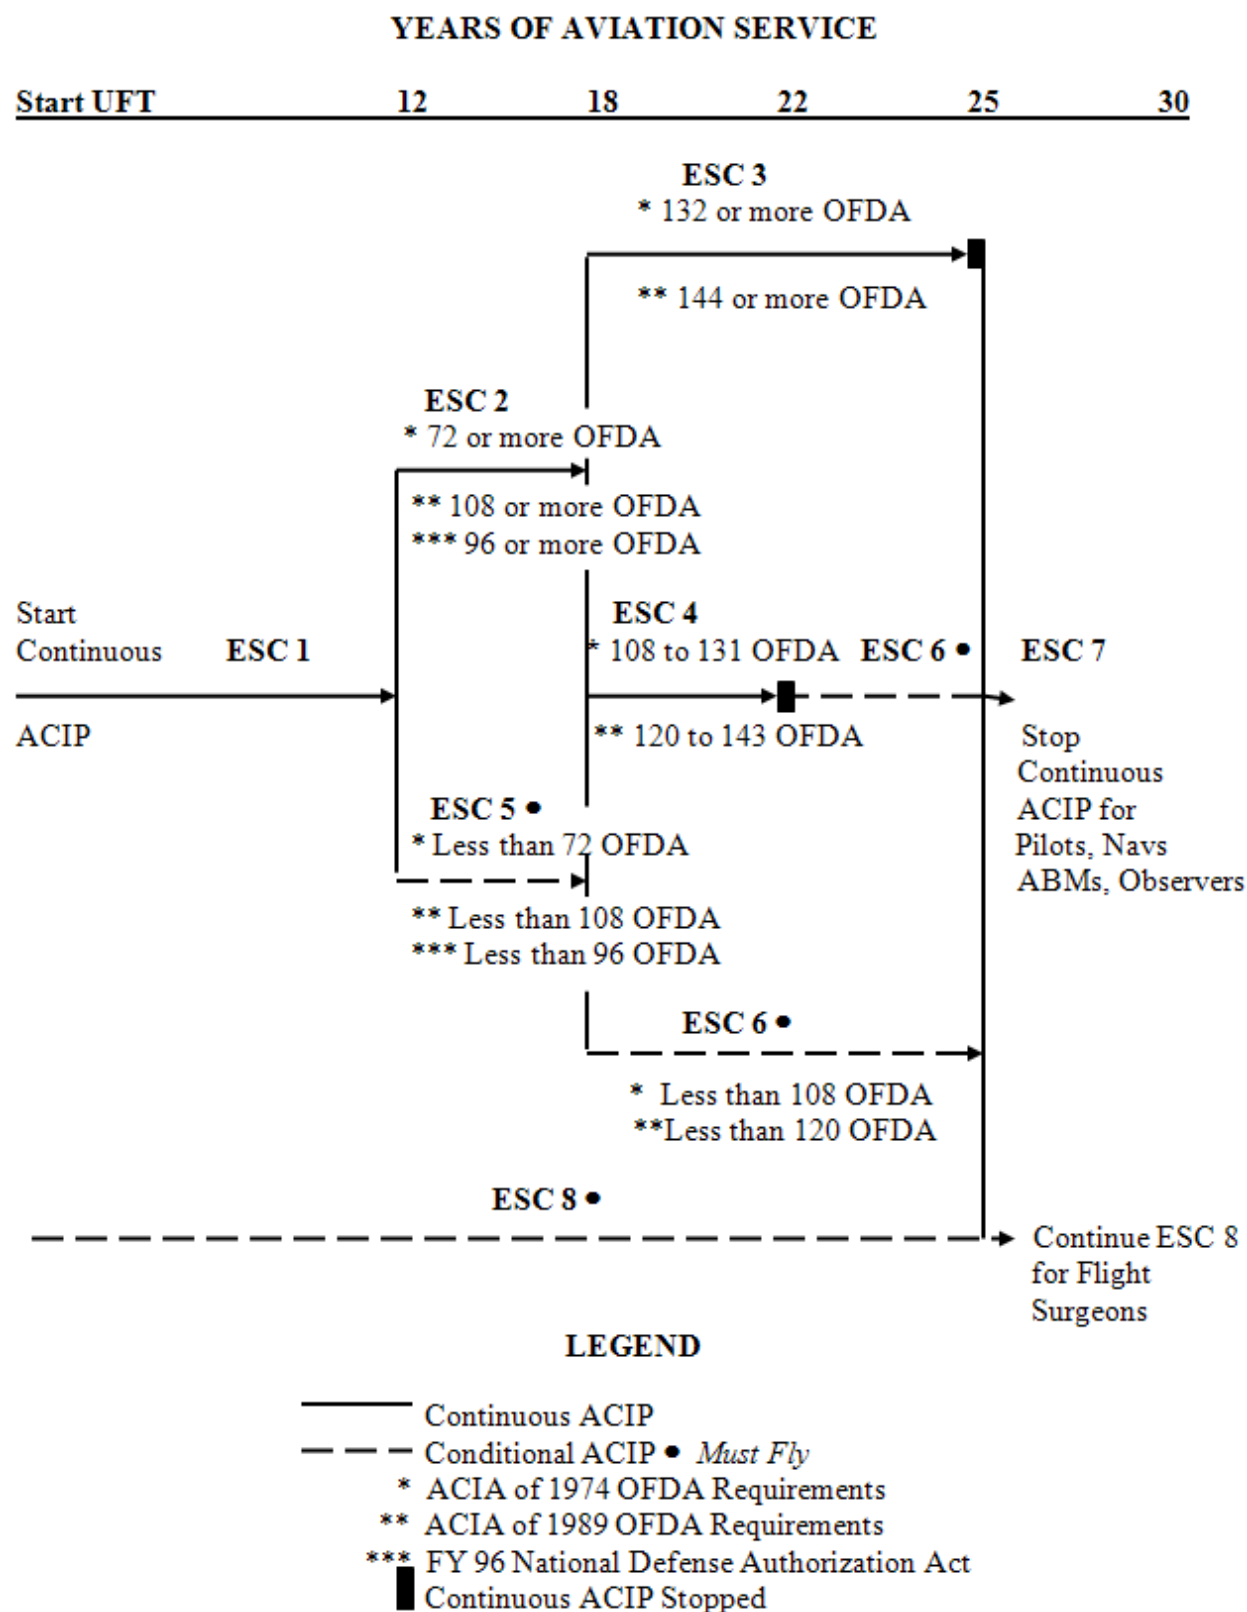 YEARS OF AVIATION SERVICE
Start UFT 12 18 22 25 30
ESC 3
* 132 or more OFDA
** 144 or more OFDA
ESC 2
* 72 or more OFDA
** 108 or more OFDA
*** 96 or more OFDA
Start
Continuous ESC 1
ACIP
ESC 4
* 108 to 131 OFDA
** 120 to 143 OFDA
ESC 6 •
ESC 7
Stop
Continuous
ACIP for
Pilots, Navs
ABMs, Observers
ESC 5 •
* Less than 72 OFDA
** Less than 108 OFDA
*** Less than 96 OFDA
ESC 6 •
* Less than 108 OFDA
**Less than 120 OFDA
ESC 8 •
Continue ESC 8
for Flight
Surgeons
LEGEND
Continuous ACIP
Conditional ACIP • Must Fly
* ACIA of 1974 OFDA Requirements
** ACIA of 1989 OFDA Requirements
*** FY 96 National Defense Authorization Act
Continuous ACIP Stopped